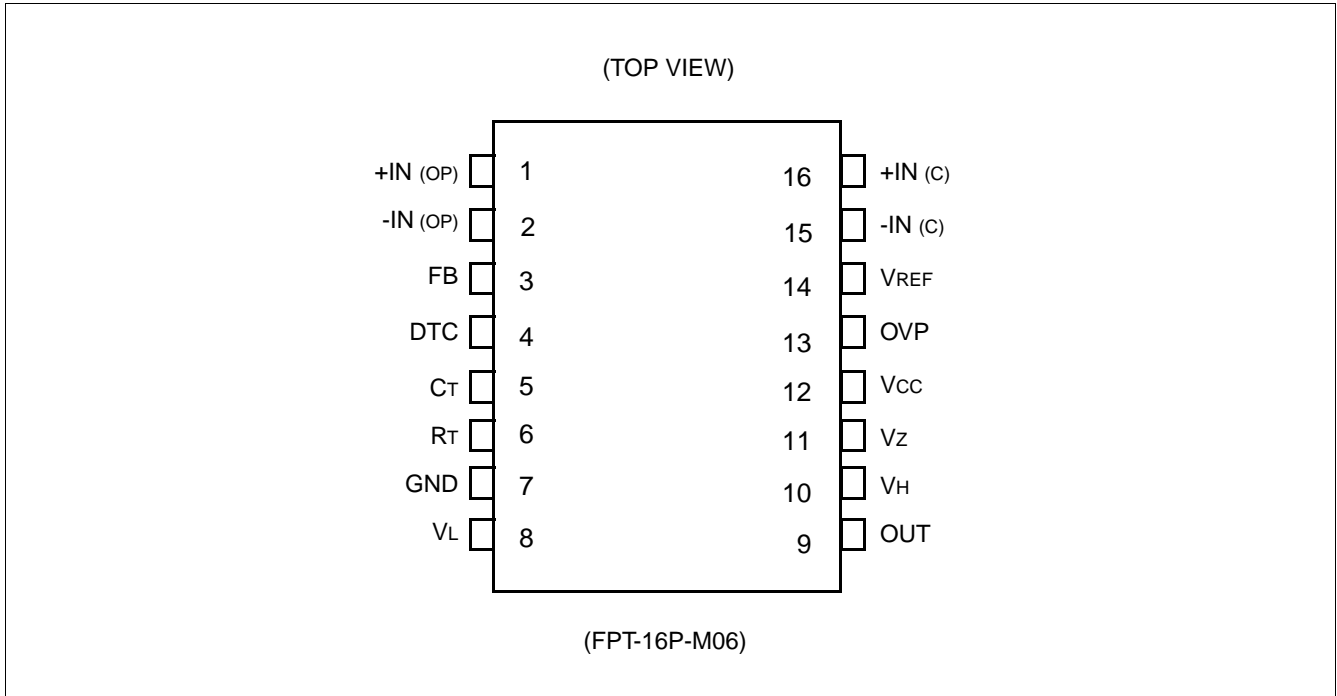 (TOP VIEW)
+IN (OP) 1 16 +IN (C)
-IN (OP) 2 15 -IN (C)
FB 3 14 VREF
DTC 4 13 OVP
CT 5 12 VCC
RT 6 11 VZ
GND 7 10 VH
VL 8 9 OUT
(FPT-16P-M06)